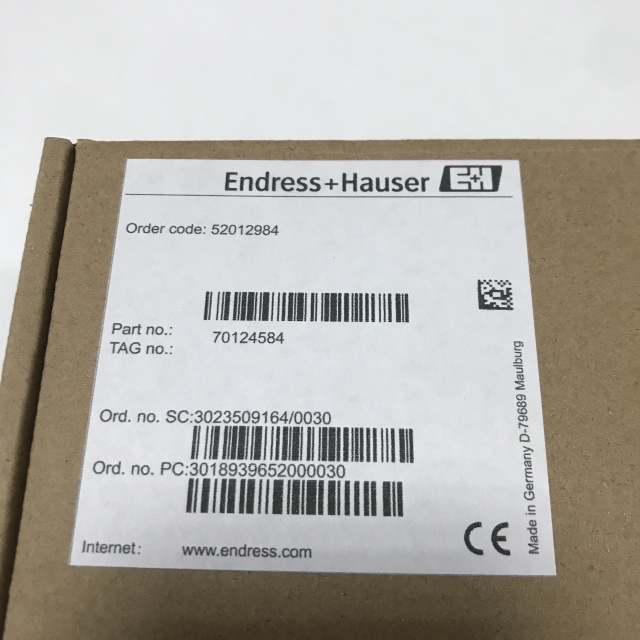 Endress+Hauser E+H
Order code: 52012984
Part no.: 70124584
TAG no.:
Ord. no. SC:3023509164/0030
Ord. no. PC:3018939652000030
Internet: www.endress.com
CE
Made in Germany D-79689 Maulburg